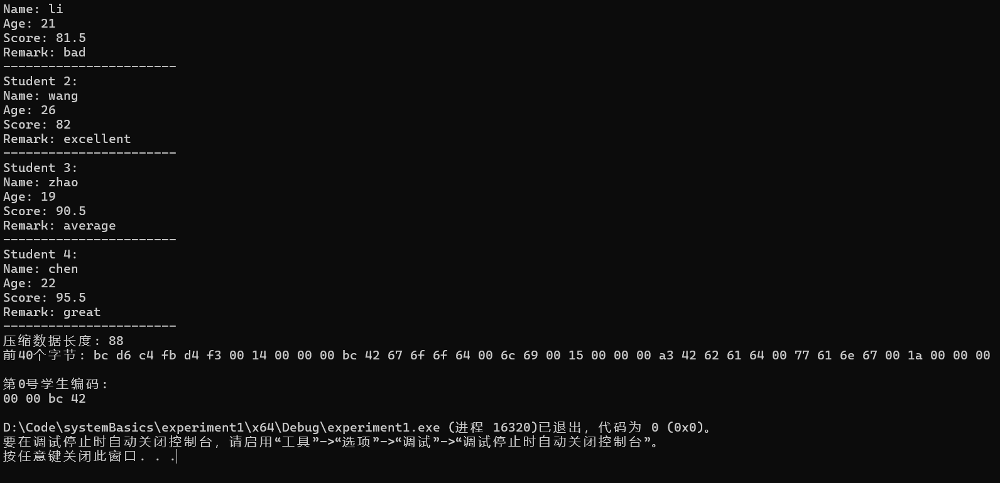 Name: li
Age: 21
Score: 81.5
Remark: bad
-----------------------
Student 2:
Name: wang
Age: 26
Score: 82
Remark: excellent
-----------------------
Student 3:
Name: zhao
Age: 19
Score: 90.5
Remark: average
-----------------------
Student 4:
Name: chen
Age: 22
Score: 95.5
Remark: great
-----------------------
压缩数据长度: 88
前40个字节: bc d6 c4 fb d4 f3 00 14 00 00 00 bc 42 67 6f 6f 64 00 6c 69 00 15 00 00 00 a3 42 62 61 64 00 77 61 6e 67 00 1a 00 00 00
第0号学生编码:
00 00 bc 42
D:\Code\systemBasics\experiment1\x64\Debug\experiment1.exe (进程 16320)已退出，代码为 0 (0x0)。
要在调试停止时自动关闭控制台，请启用“工具”->“选项”->“调试”->“调试停止时自动关闭控制台”。
按任意键关闭此窗口. . .